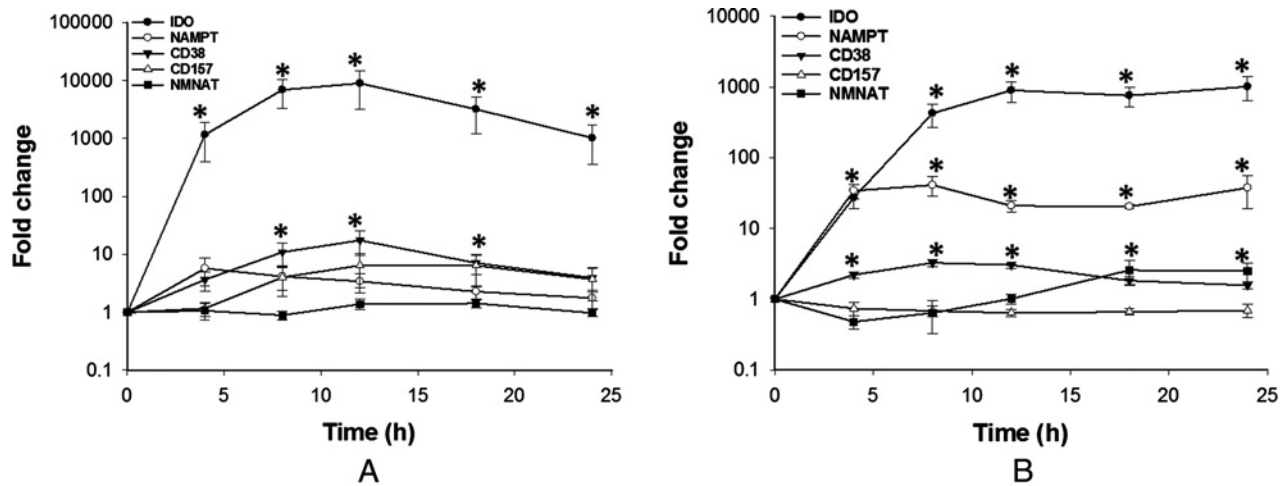 IDO
NAMPT
CD38
CD157
NMNAT
100000
10000
1000
100
10
1
0.1
Fold change
* * * * *
* * *
0 5 10 15 20 25
Time (h)
A
IDO
NAMPT
CD38
CD157
NMNAT
10000
1000
100
10
1
0.1
Fold change
* * * *
* * * * *
* * * * *
0 5 10 15 20 25
Time (h)
B